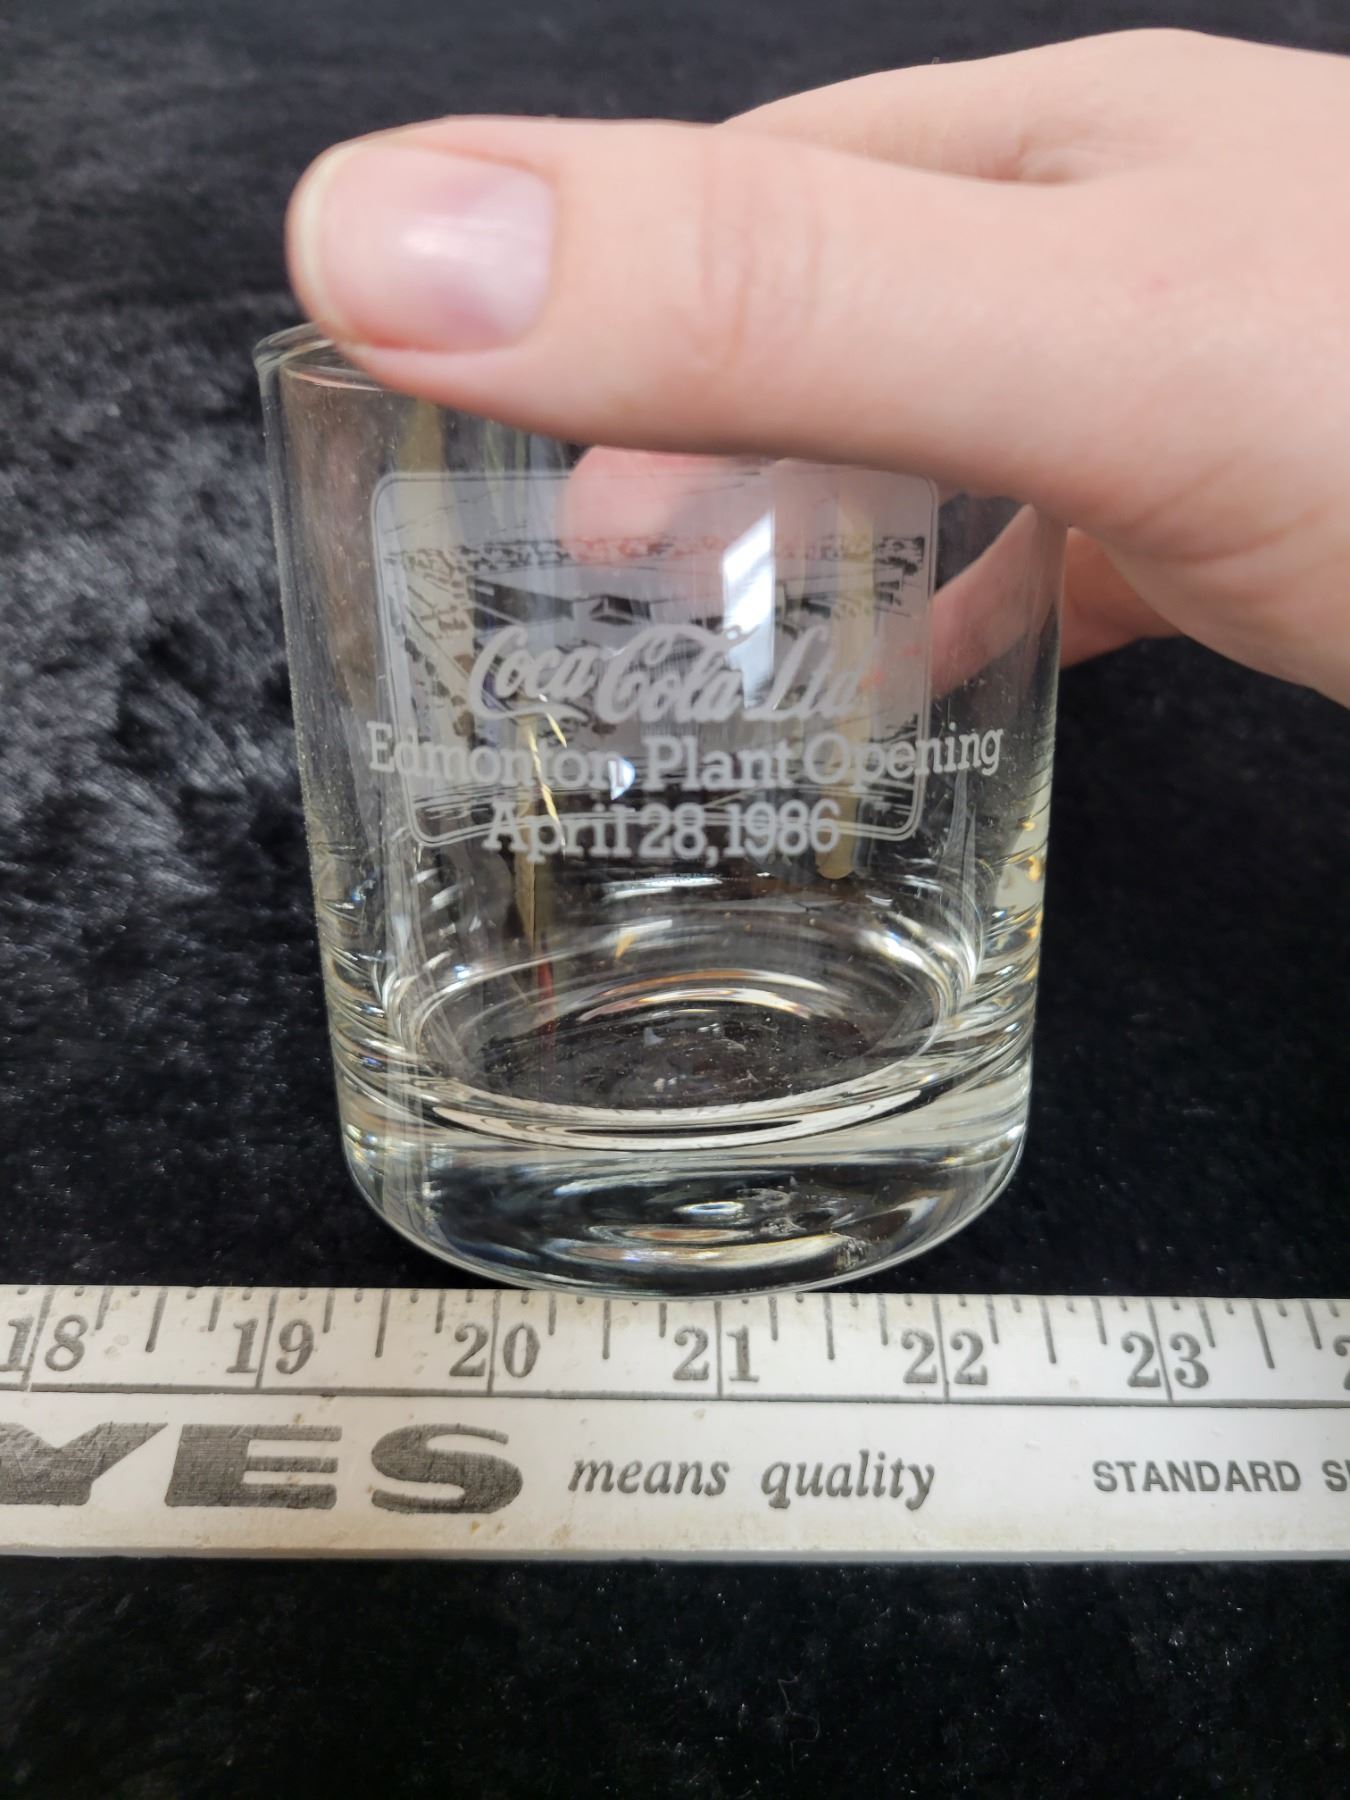 Coca-Cola Ltd
Edmonton Plant Opening
April 28, 1986
18 19 20 21 22 23
YES means quality STANDARD